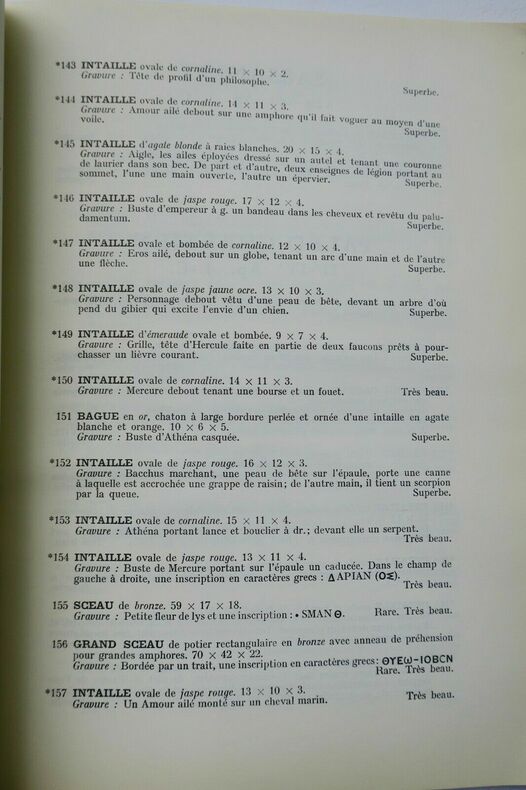 *143 INTAILLE ovale de cornaline. 11 × 10 × 2.
Gravure : Tête de profil d'un philosophe.
Superbe.
*144 INTAILLE ovale de cornaline. 14 × 11 × 3.
Gravure : Amour ailé debout sur une amphore qu'il fait voguer au moyen d'une
voile.
Superbe.
*145 INTAILLE d'agate blonde à raies blanches. 20 × 15 × 4.
Gravure : Aigle, les ailes éployées dressé sur un autel et tenant une couronne
de laurier dans son bec. De part et d'autre, deux enseignes de légion portant au
sommet, l'une une main ouverte, l'autre un épervier.
Superbe.
*146 INTAILLE ovale de jaspe rouge. 17 × 12 × 4.
Gravure : Buste d'empereur à g. un bandeau dans les cheveux et revêtu du palu-
damentum.
Superbe.
*147 INTAILLE ovale et bombée de cornaline. 12 × 10 × 4.
Gravure : Eros ailé, debout sur un globe, tenant un arc d'une main et de l'autre
une flèche.
Superbe.
*148 INTAILLE ovale de jaspe jaune ocre. 13 × 10 × 3.
Gravure : Personnage debout vêtu d'une peau de bête, devant un arbre d'où
pend du gibier qui excite l'envie d'un chien. Superbe.
*149 INTAILLE d'émeraude ovale et bombée. 9 × 7 × 4.
Gravure : Grille, tête d'Hercule faite en partie de deux faucons prêts à pour-
chasser un lièvre courant. Superbe.
*150 INTAILLE ovale de cornaline. 14 × 11 × 3.
Gravure : Mercure debout tenant une bourse et un fouet. Très beau.
151 BAGUE en or, chaton à large bordure perlée et ornée d'une intaille en agate
blanche et orange. 10 × 6 × 5.
Gravure : Buste d'Athéna casquée. Superbe.
*152 INTAILLE ovale de jaspe rouge. 16 × 12 × 3.
Gravure : Bacchus marchant, une peau de bête sur l'épaule, porte une canne
à laquelle est accrochée une grappe de raisin; de l'autre main, il tient un scorpion
par la queue. Superbe.
*153 INTAILLE ovale de cornaline. 15 × 11 × 4.
Gravure : Athéna portant lance et bouclier à dr.; devant elle un serpent.
Très beau.
*154 INTAILLE ovale de jaspe rouge. 13 × 11 × 4.
Gravure : Buste de Mercure portant sur l'épaule un caducée. Dans le champ de
gauche à droite, une inscription en caractères grecs : ΔAPIAN (OΣ).
Très beau.
155 SCEAU de bronze. 59 × 17 × 18.
Gravure : Petite fleur de lys et une inscription : • SMAN Θ. Rare. Très beau.
156 GRAND SCEAU de potier rectangulaire en bronze avec anneau de préhension
pour grandes amphores. 70 × 42 × 22.
Gravure : Bordée par un trait, une inscription en caractères grecs: ΘYEω-IOBCN
Rare. Très beau.
*157 INTAILLE ovale de jaspe rouge. 13 × 10 × 3.
Gravure : Un Amour ailé monté sur un cheval marin. Très beau.